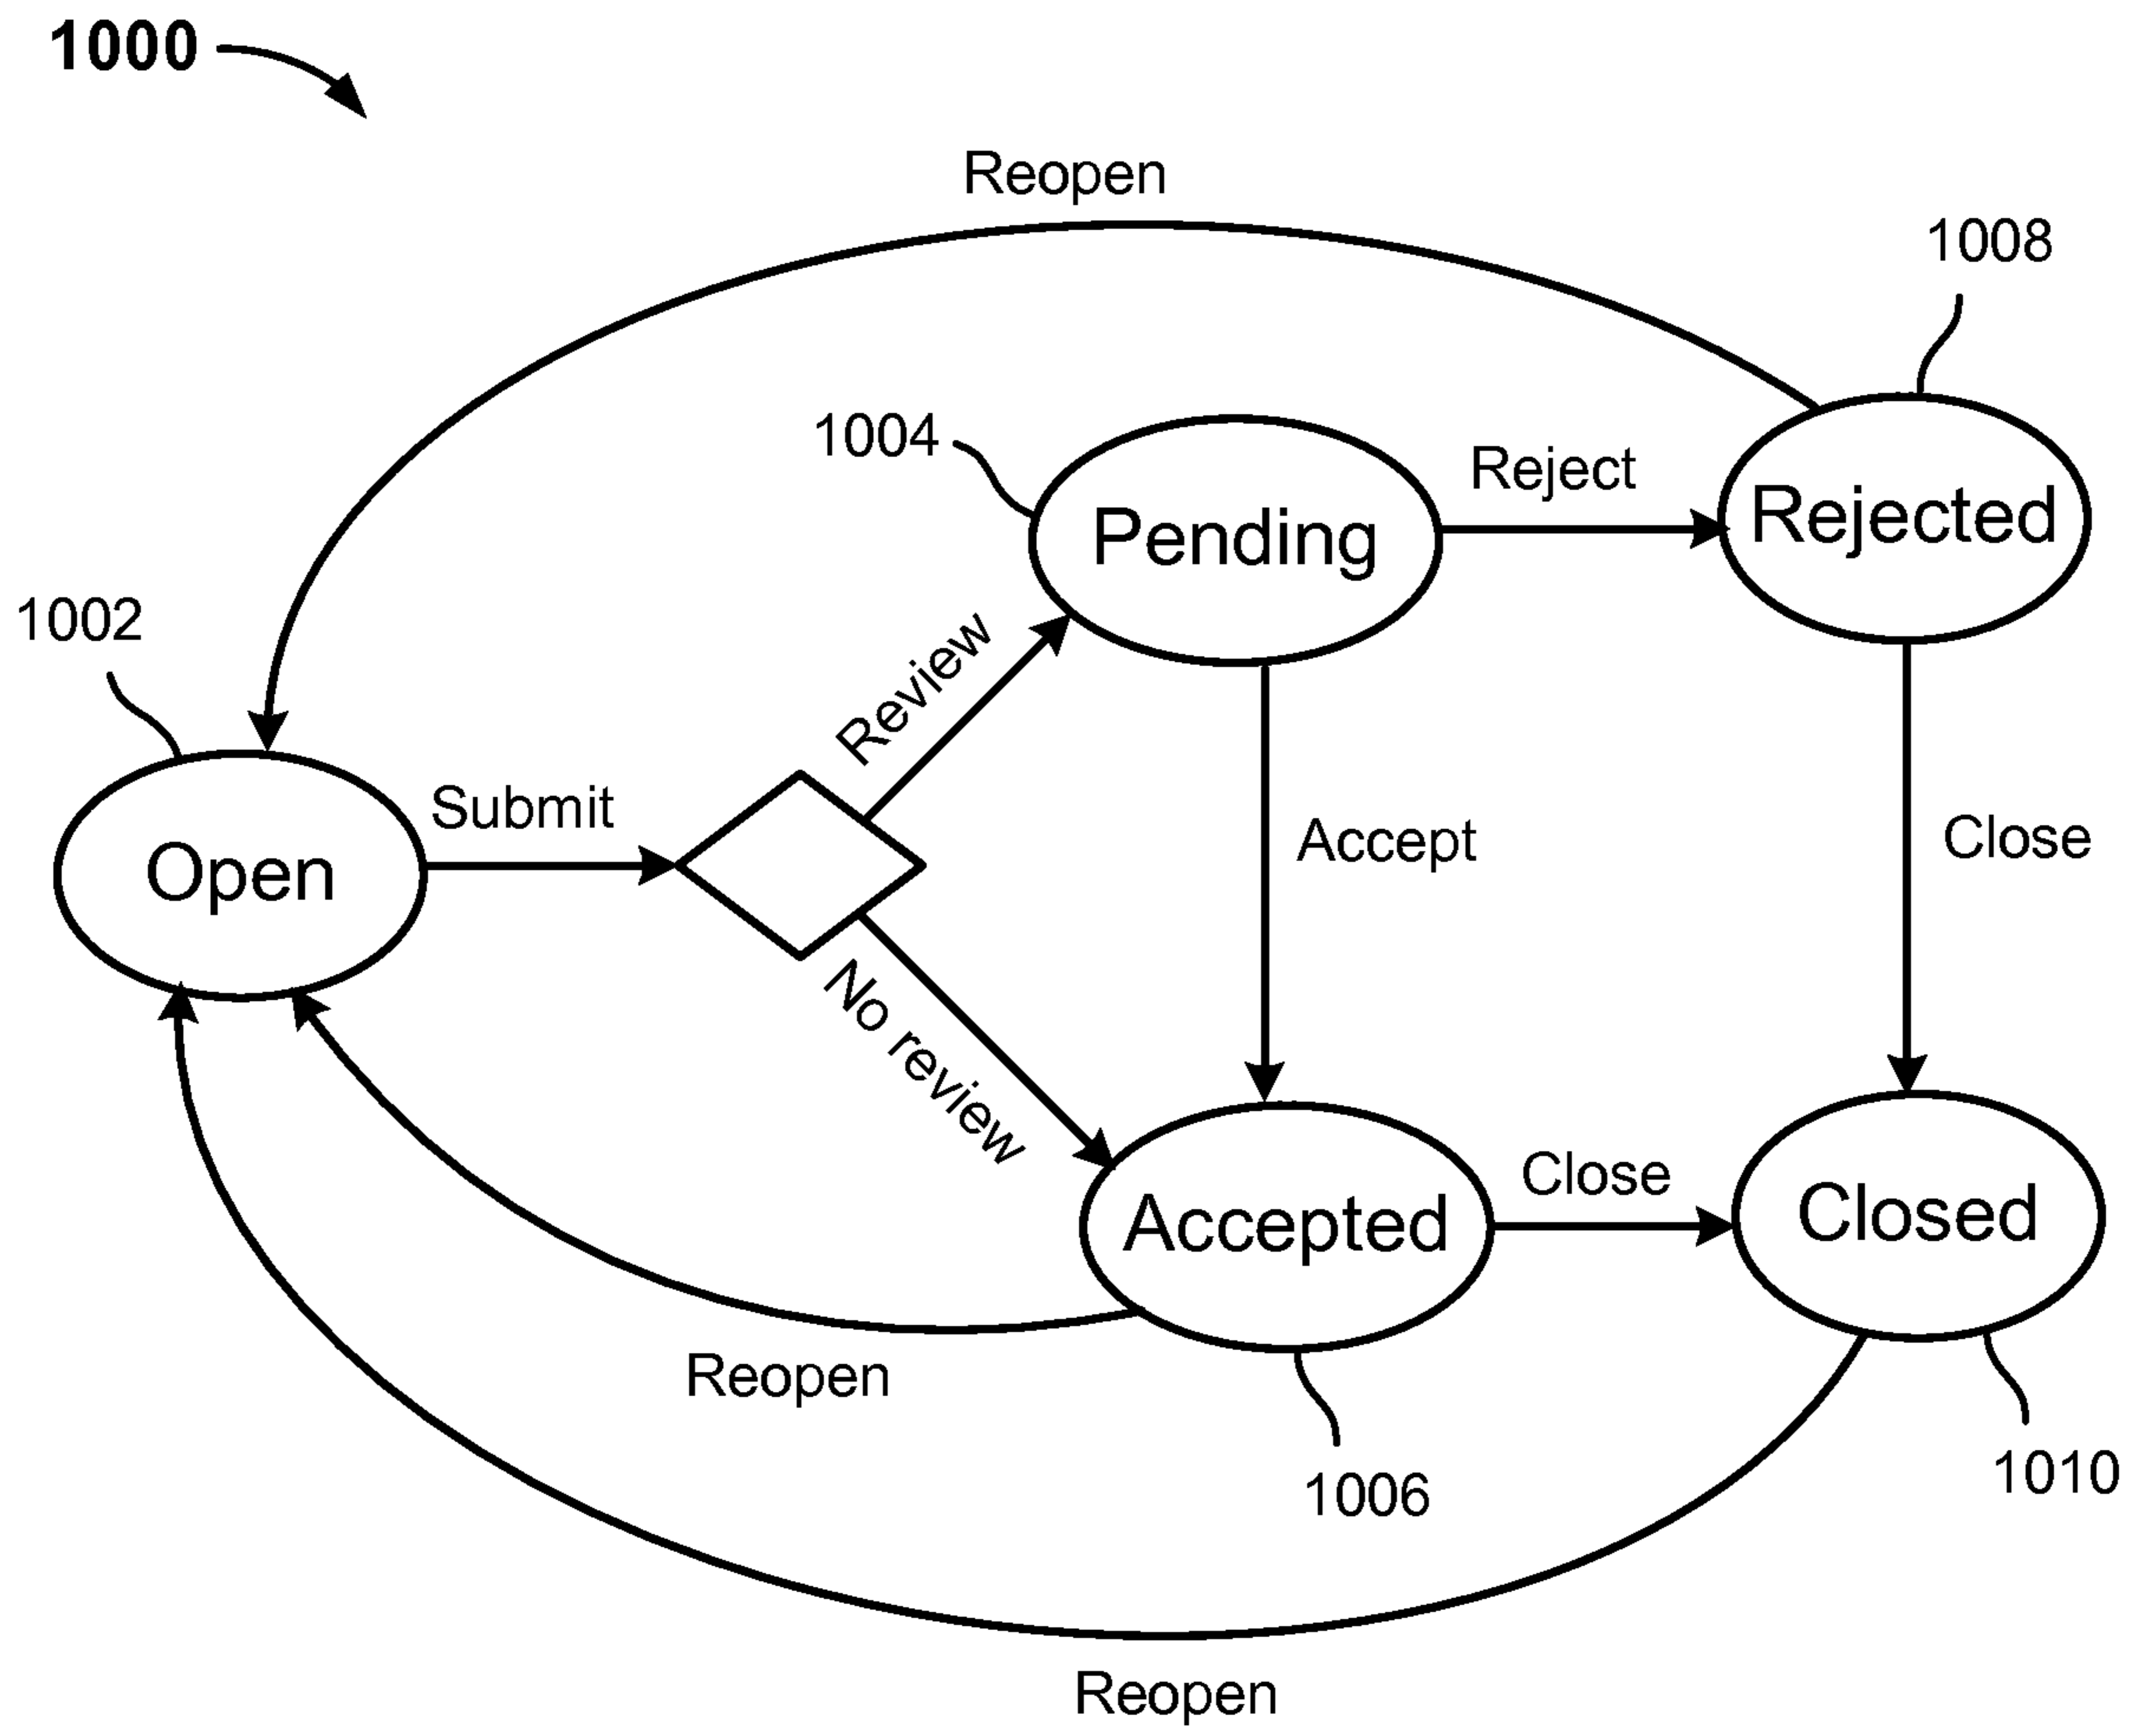 1000
Reopen
1008
1004
Reject
Pending
Rejected
1002
Review
Submit
Open
Accept
Close
No review
Accepted
Close
Closed
Reopen
1006
1010
Reopen